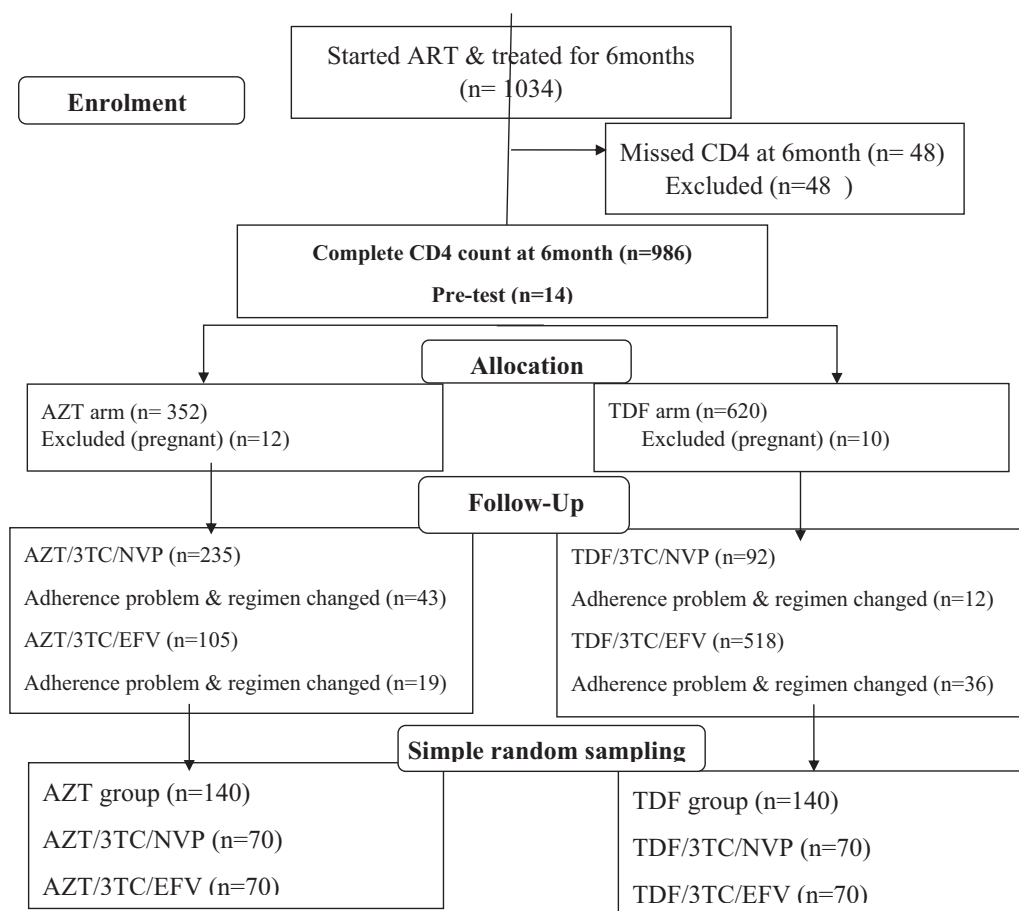 Started ART & treated for 6months
(n= 1034)
Enrolment
Missed CD4 at 6month (n= 48)
Excluded (n=48 )
Complete CD4 count at 6month (n=986)
Pre-test (n=14)
Allocation
AZT arm (n= 352)
Excluded (pregnant) (n=12)
TDF arm (n=620)
Excluded (pregnant) (n=10)
Follow-Up
AZT/3TC/NVP (n=235)
Adherence problem & regimen changed (n=43)
AZT/3TC/EFV (n=105)
Adherence problem & regimen changed (n=19)
TDF/3TC/NVP (n=92)
Adherence problem & regimen changed (n=12)
TDF/3TC/EFV (n=518)
Adherence problem & regimen changed (n=36)
Simple random sampling
AZT group (n=140)
AZT/3TC/NVP (n=70)
AZT/3TC/EFV (n=70)
TDF group (n=140)
TDF/3TC/NVP (n=70)
TDF/3TC/EFV (n=70)